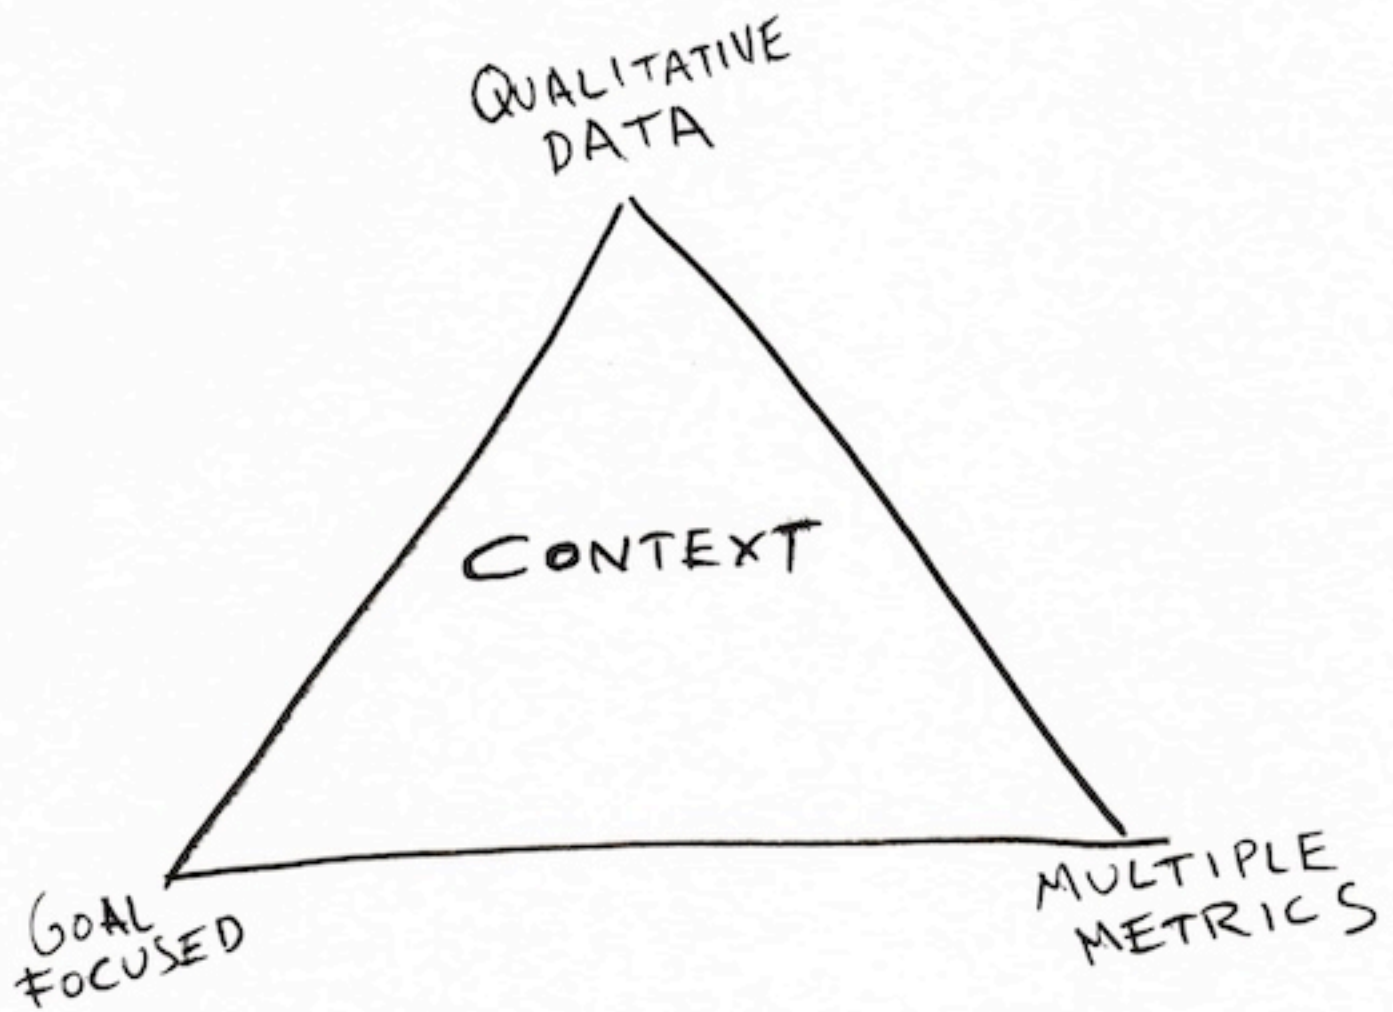 QUALITATIVE
DATA
CONTEXT
GOAL
FOCUSED
MULTIPLE
METRICS